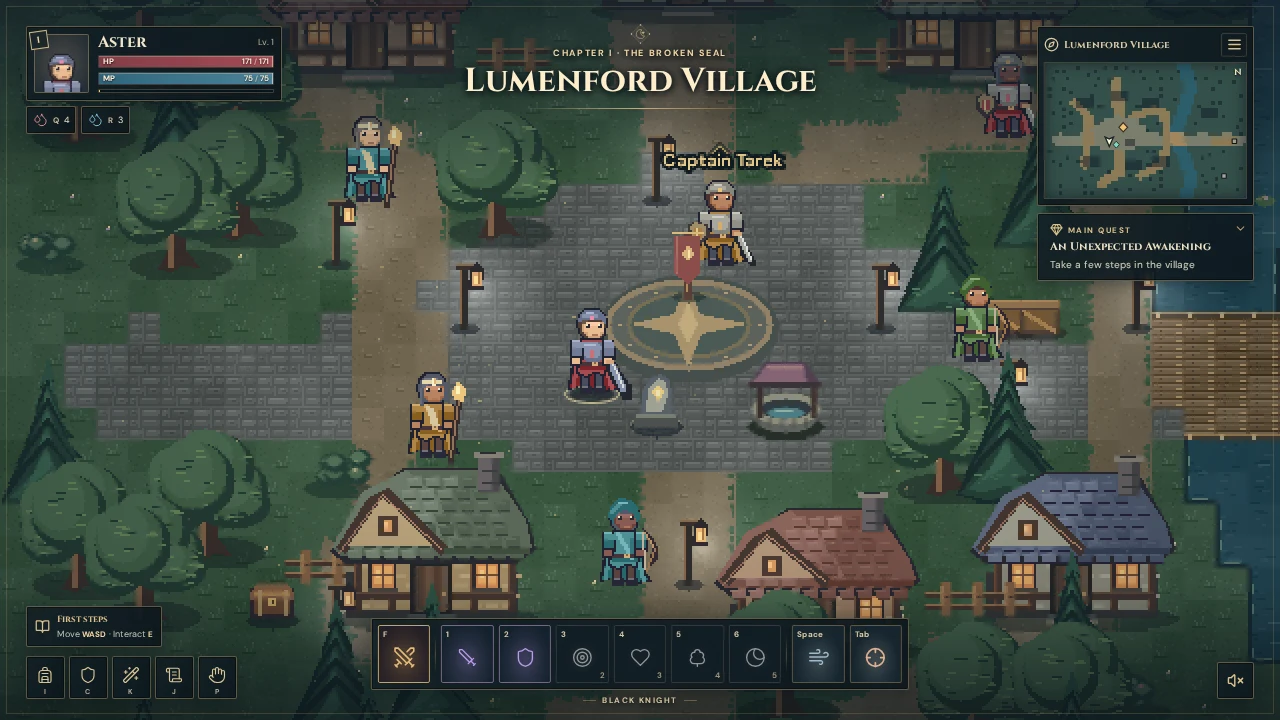 I
ASTER
Lv. 1
HP 171 / 171
MP 75 / 75
Q 4
R 3
CHAPTER I · THE BROKEN SEAL
LUMENFORD VILLAGE
LUMENFORD VILLAGE
N
MAIN QUEST
AN UNEXPECTED AWAKENING
Take a few steps in the village
Captain Tarek
FIRST STEPS
Move WASD · Interact E
I
C
K
J
P
F
1
2
3
2
4
3
5
4
6
5
Space
Tab
BLACK KNIGHT